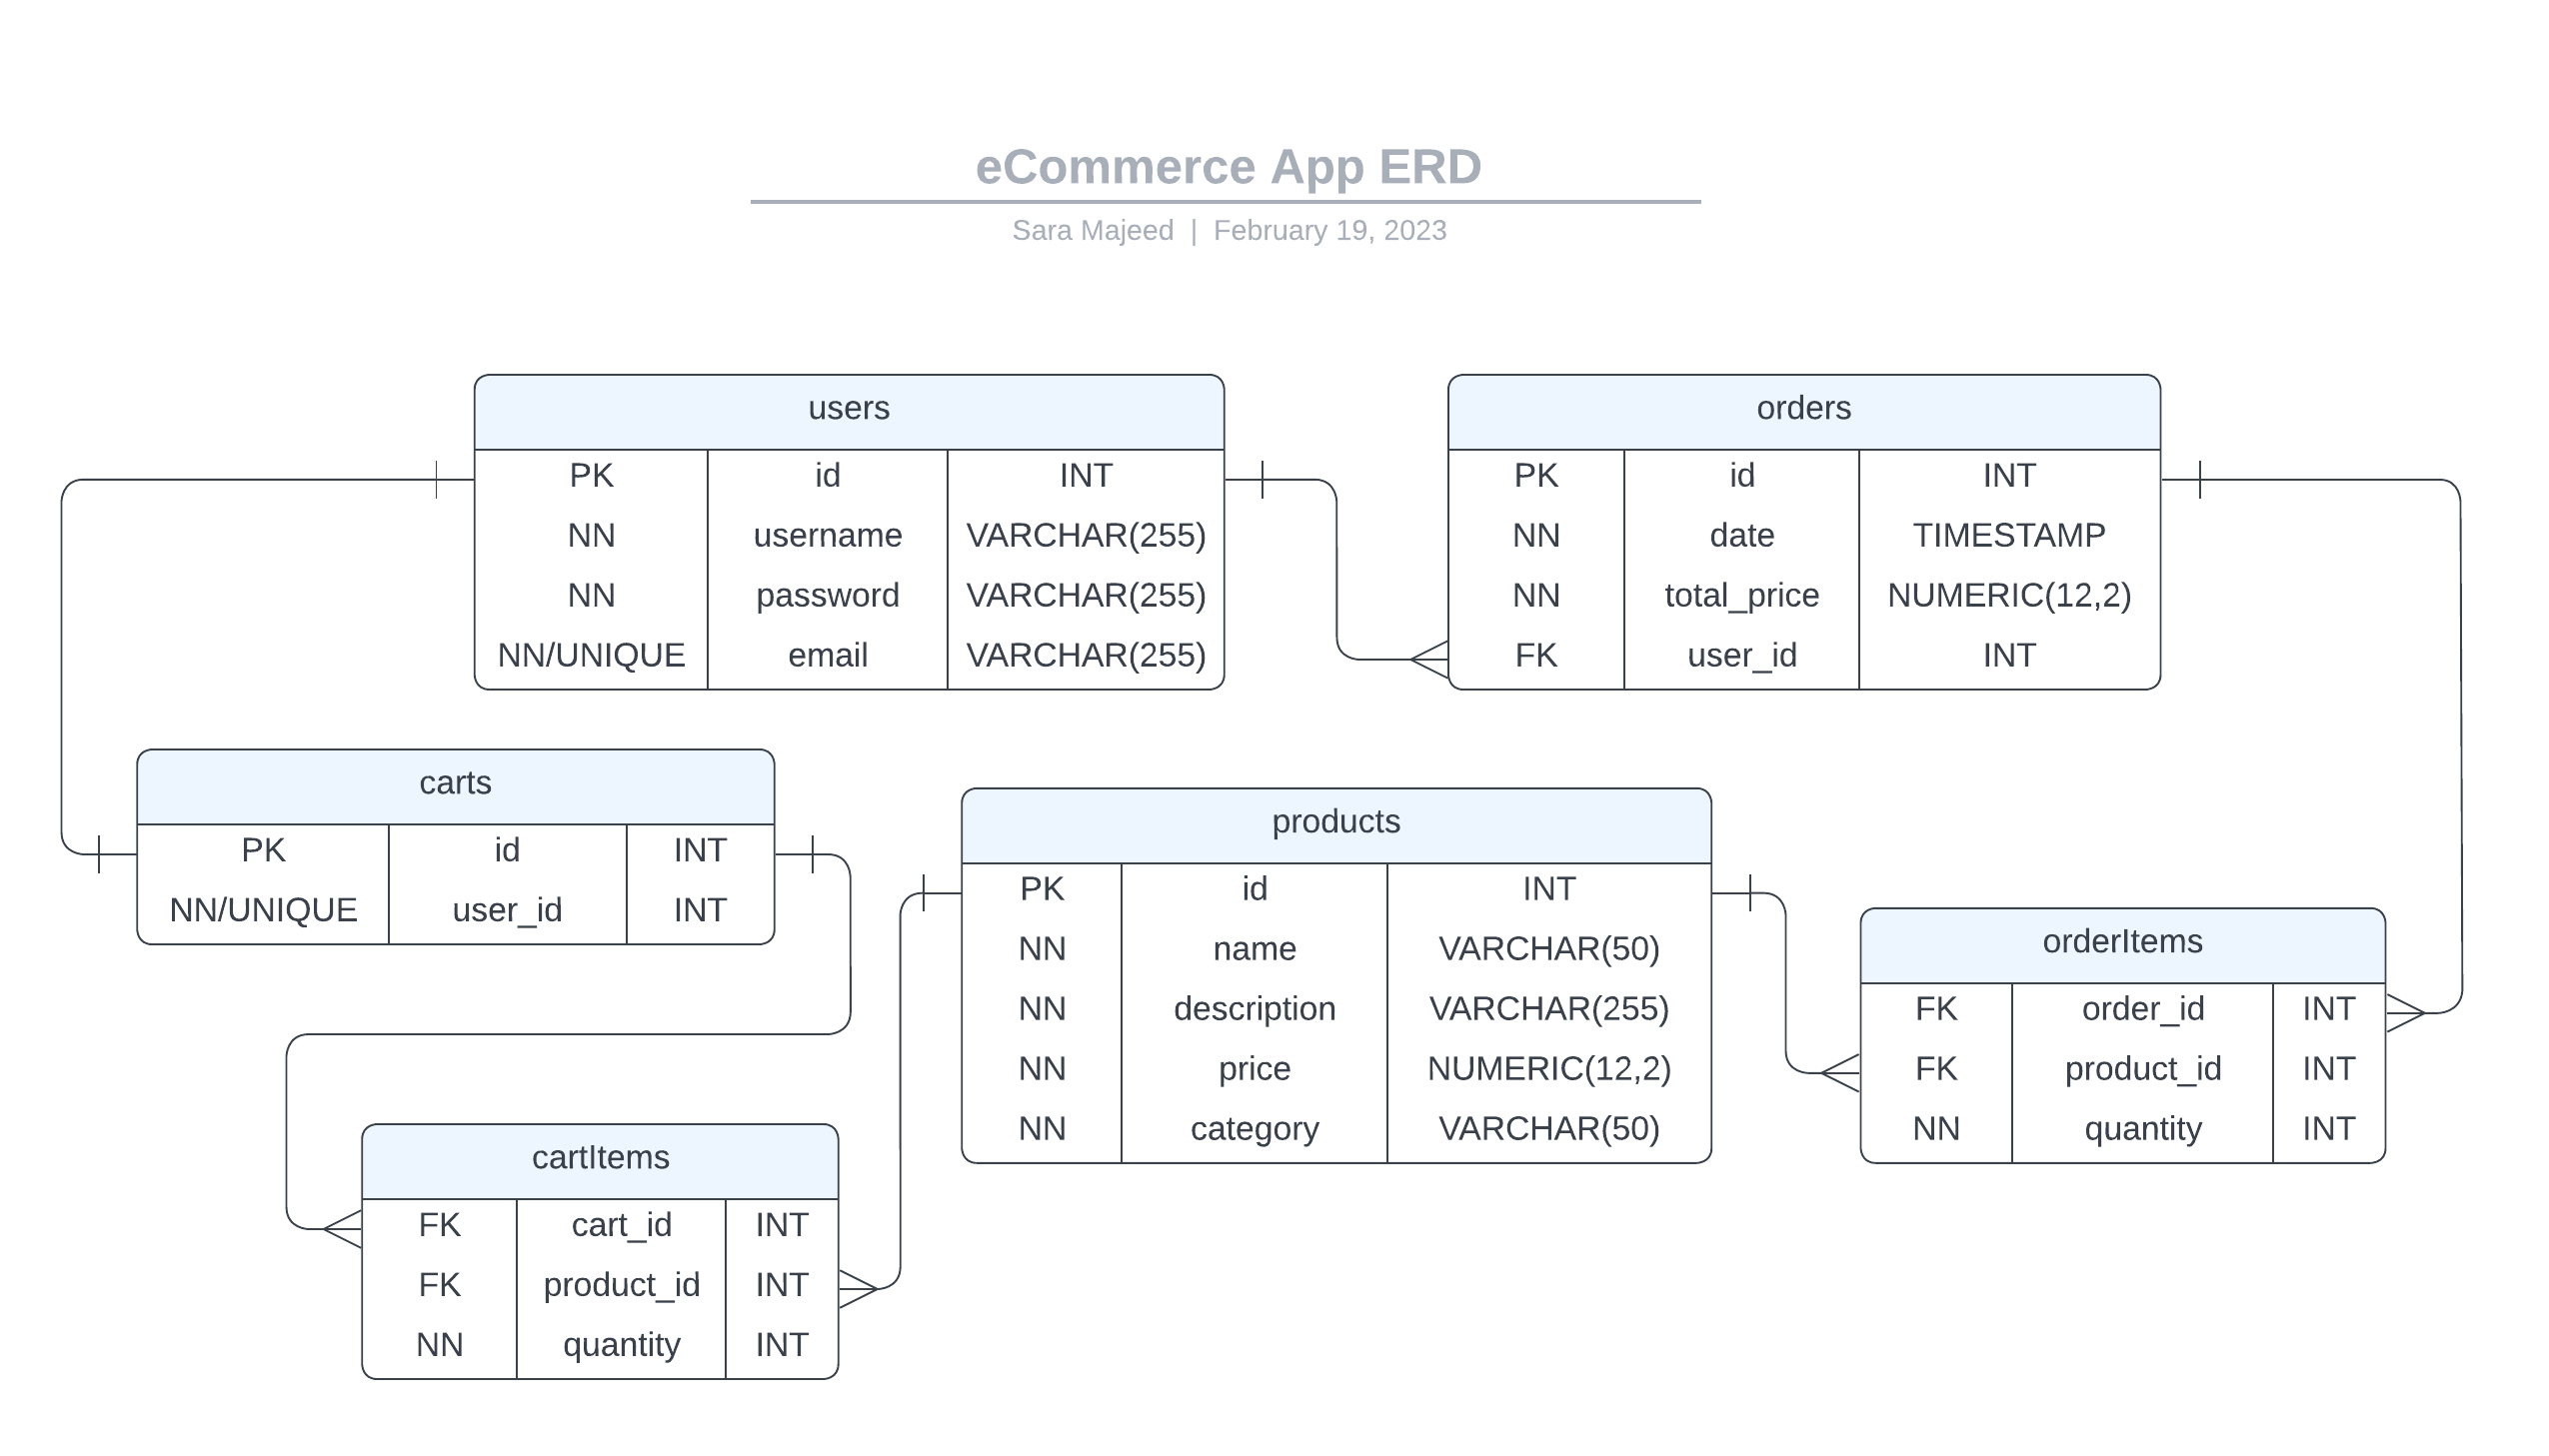 eCommerce App ERD
Sara Majeed | February 19, 2023
users
PK id INT
NN username VARCHAR(255)
NN password VARCHAR(255)
NN/UNIQUE email VARCHAR(255)
orders
PK id INT
NN date TIMESTAMP
NN total_price NUMERIC(12,2)
FK user_id INT
carts
PK id INT
NN/UNIQUE user_id INT
products
PK id INT
NN name VARCHAR(50)
NN description VARCHAR(255)
NN price NUMERIC(12,2)
NN category VARCHAR(50)
orderItems
FK order_id INT
FK product_id INT
NN quantity INT
cartItems
FK cart_id INT
FK product_id INT
NN quantity INT